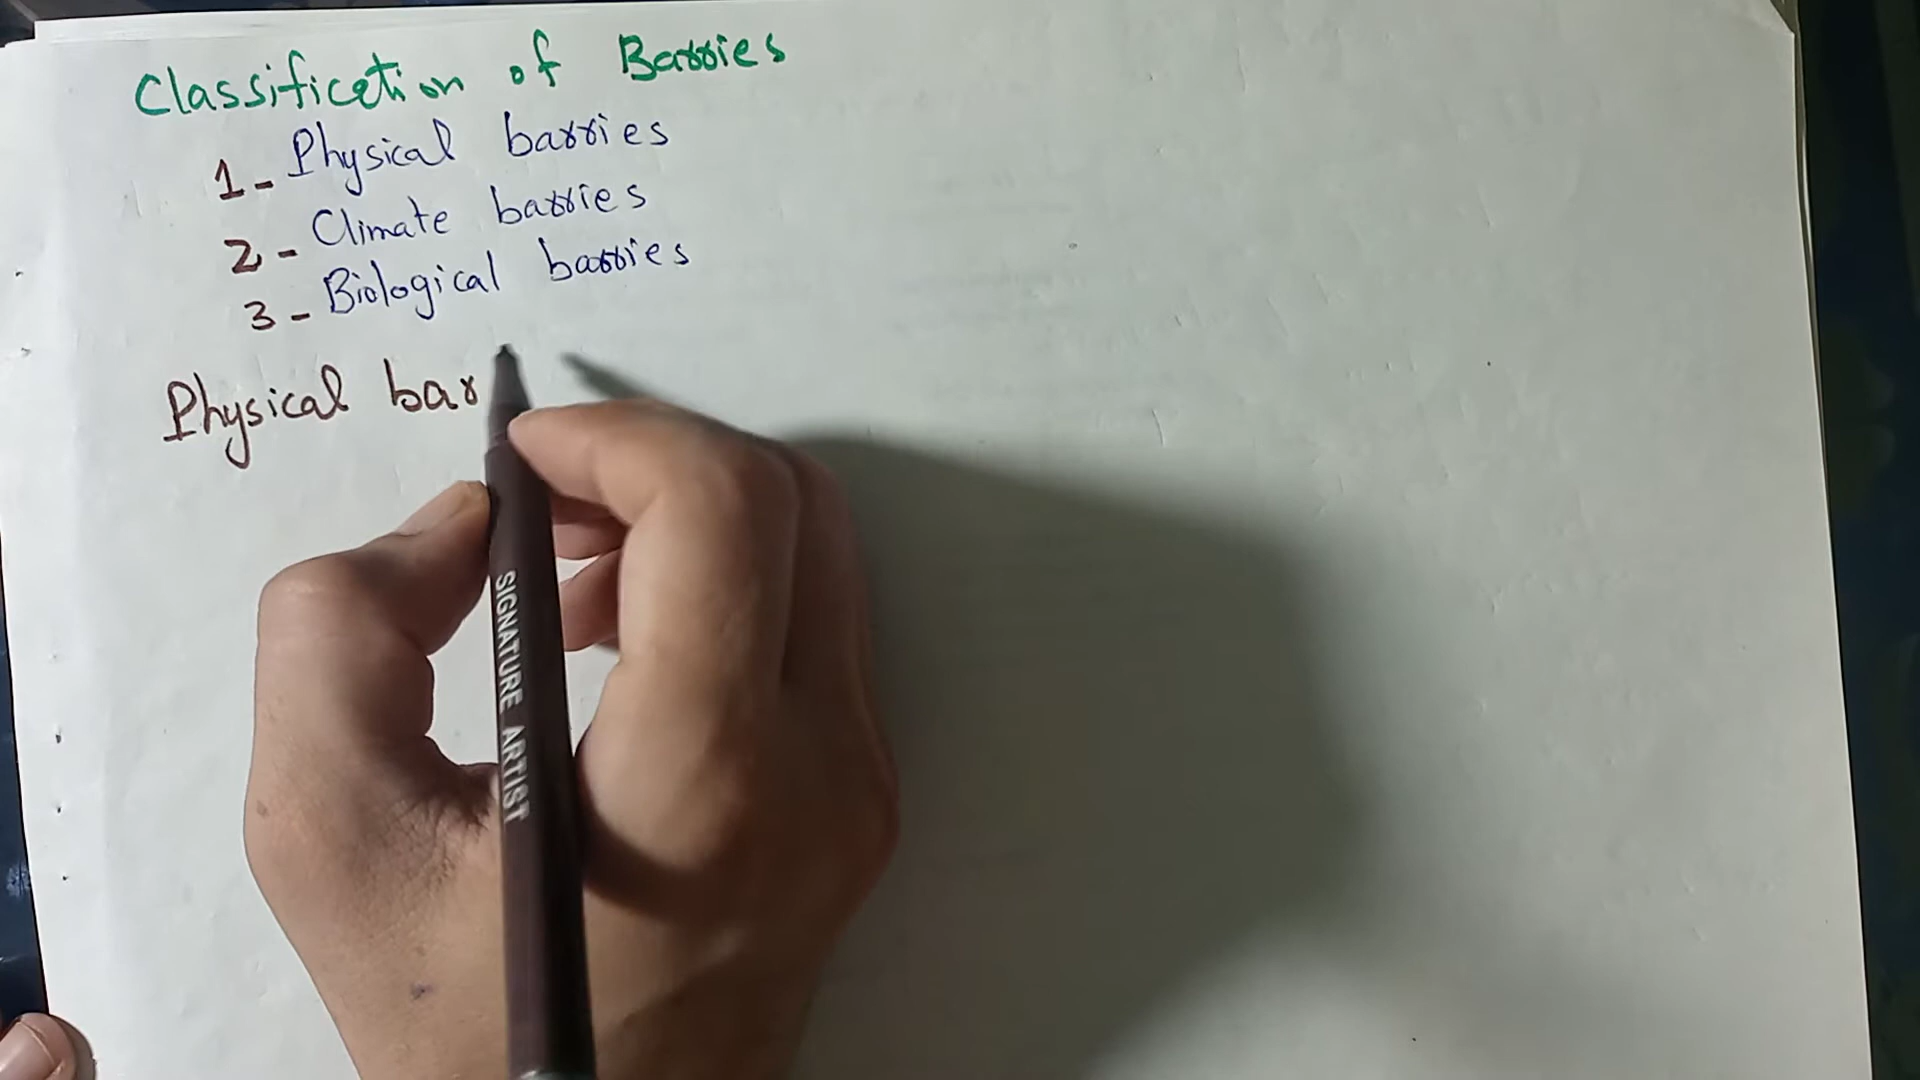 Classification of Barries
1- Physical barries
2- Climate barries
3- Biological barries
Physical bar
SIGNATURE ARTIST